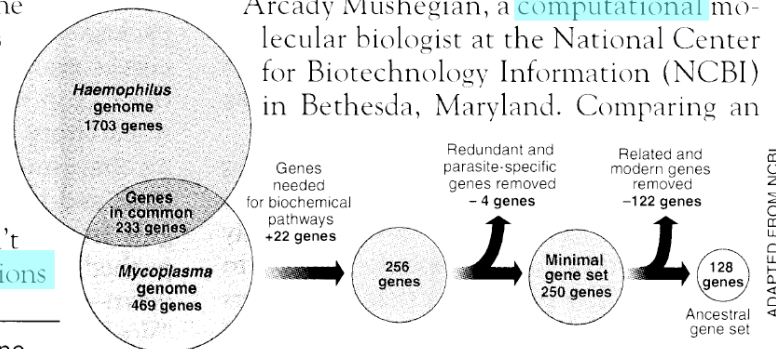 Arcady Mushegian, a computational mo-
lecular biologist at the National Center
for Biotechnology Information (NCBI)
in Bethesda, Maryland. Comparing an
Haemophilus
genome
1703 genes
Genes
in common
233 genes
Mycoplasma
genome
469 genes
Genes
needed
for biochemical
pathways
+22 genes
256
genes
Redundant and
parasite-specific
genes removed
– 4 genes
Minimal
gene set
250 genes
Related and
modern genes
removed
–122 genes
128
genes
Ancestral
gene set
ADAPTED FROM NCBI